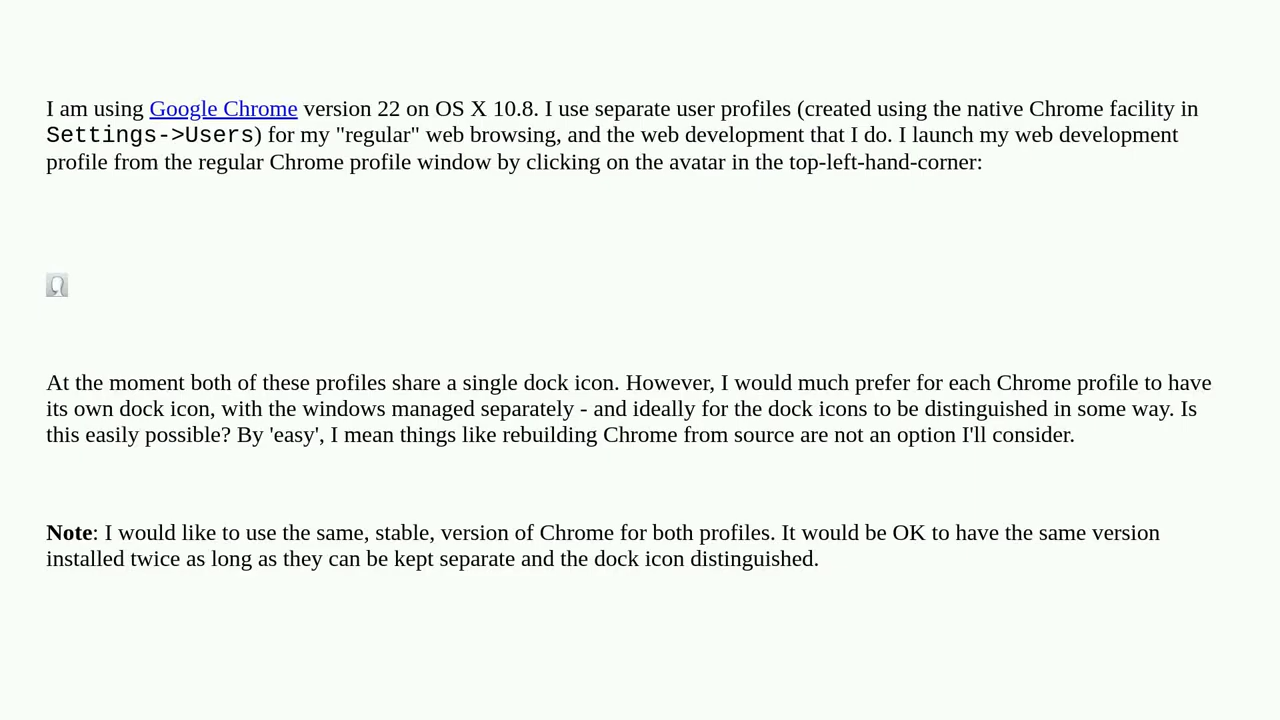 I am using Google Chrome version 22 on OS X 10.8. I use separate user profiles (created using the native Chrome facility in
Settings->Users) for my "regular" web browsing, and the web development that I do. I launch my web development
profile from the regular Chrome profile window by clicking on the avatar in the top-left-hand-corner:
At the moment both of these profiles share a single dock icon. However, I would much prefer for each Chrome profile to have
its own dock icon, with the windows managed separately - and ideally for the dock icons to be distinguished in some way. Is
this easily possible? By 'easy', I mean things like rebuilding Chrome from source are not an option I'll consider.
Note: I would like to use the same, stable, version of Chrome for both profiles. It would be OK to have the same version
installed twice as long as they can be kept separate and the dock icon distinguished.